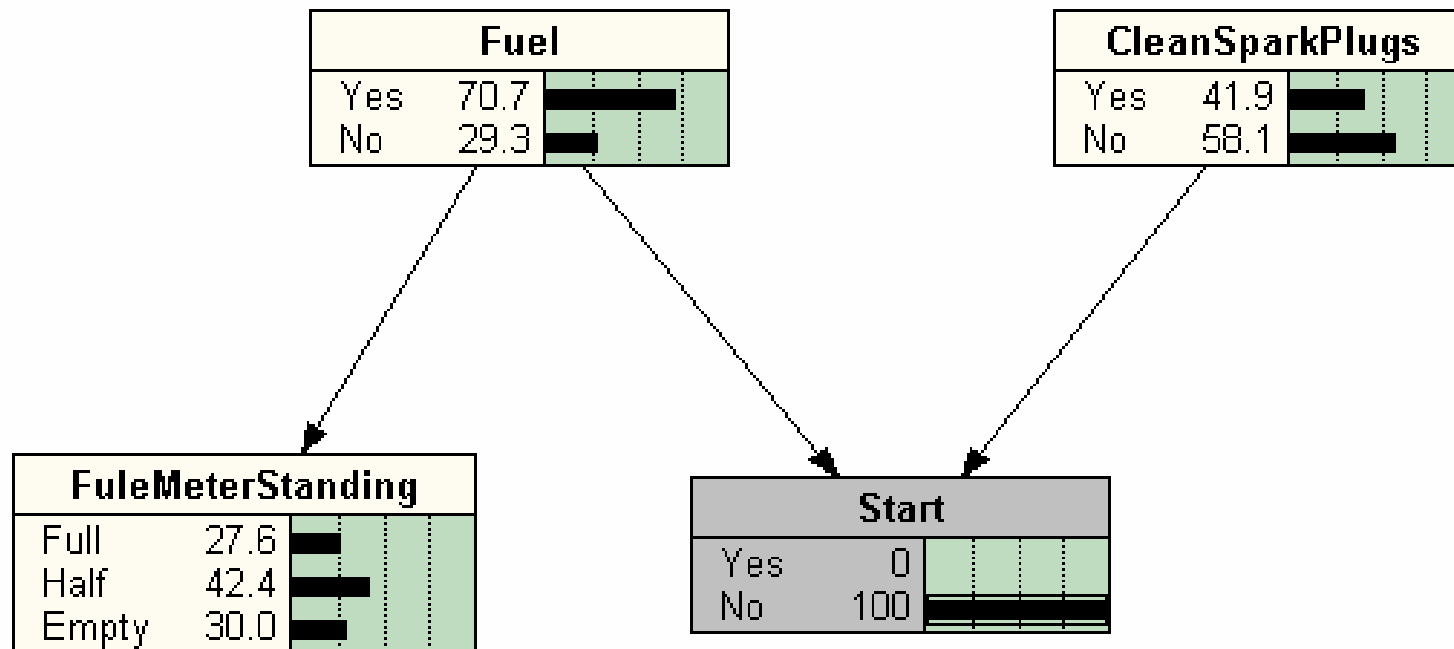 Fuel
Yes 70.7
No 29.3
CleanSparkPlugs
Yes 41.9
No 58.1
FuleMeterStanding
Full 27.6
Half 42.4
Empty 30.0
Start
Yes 0
No 100